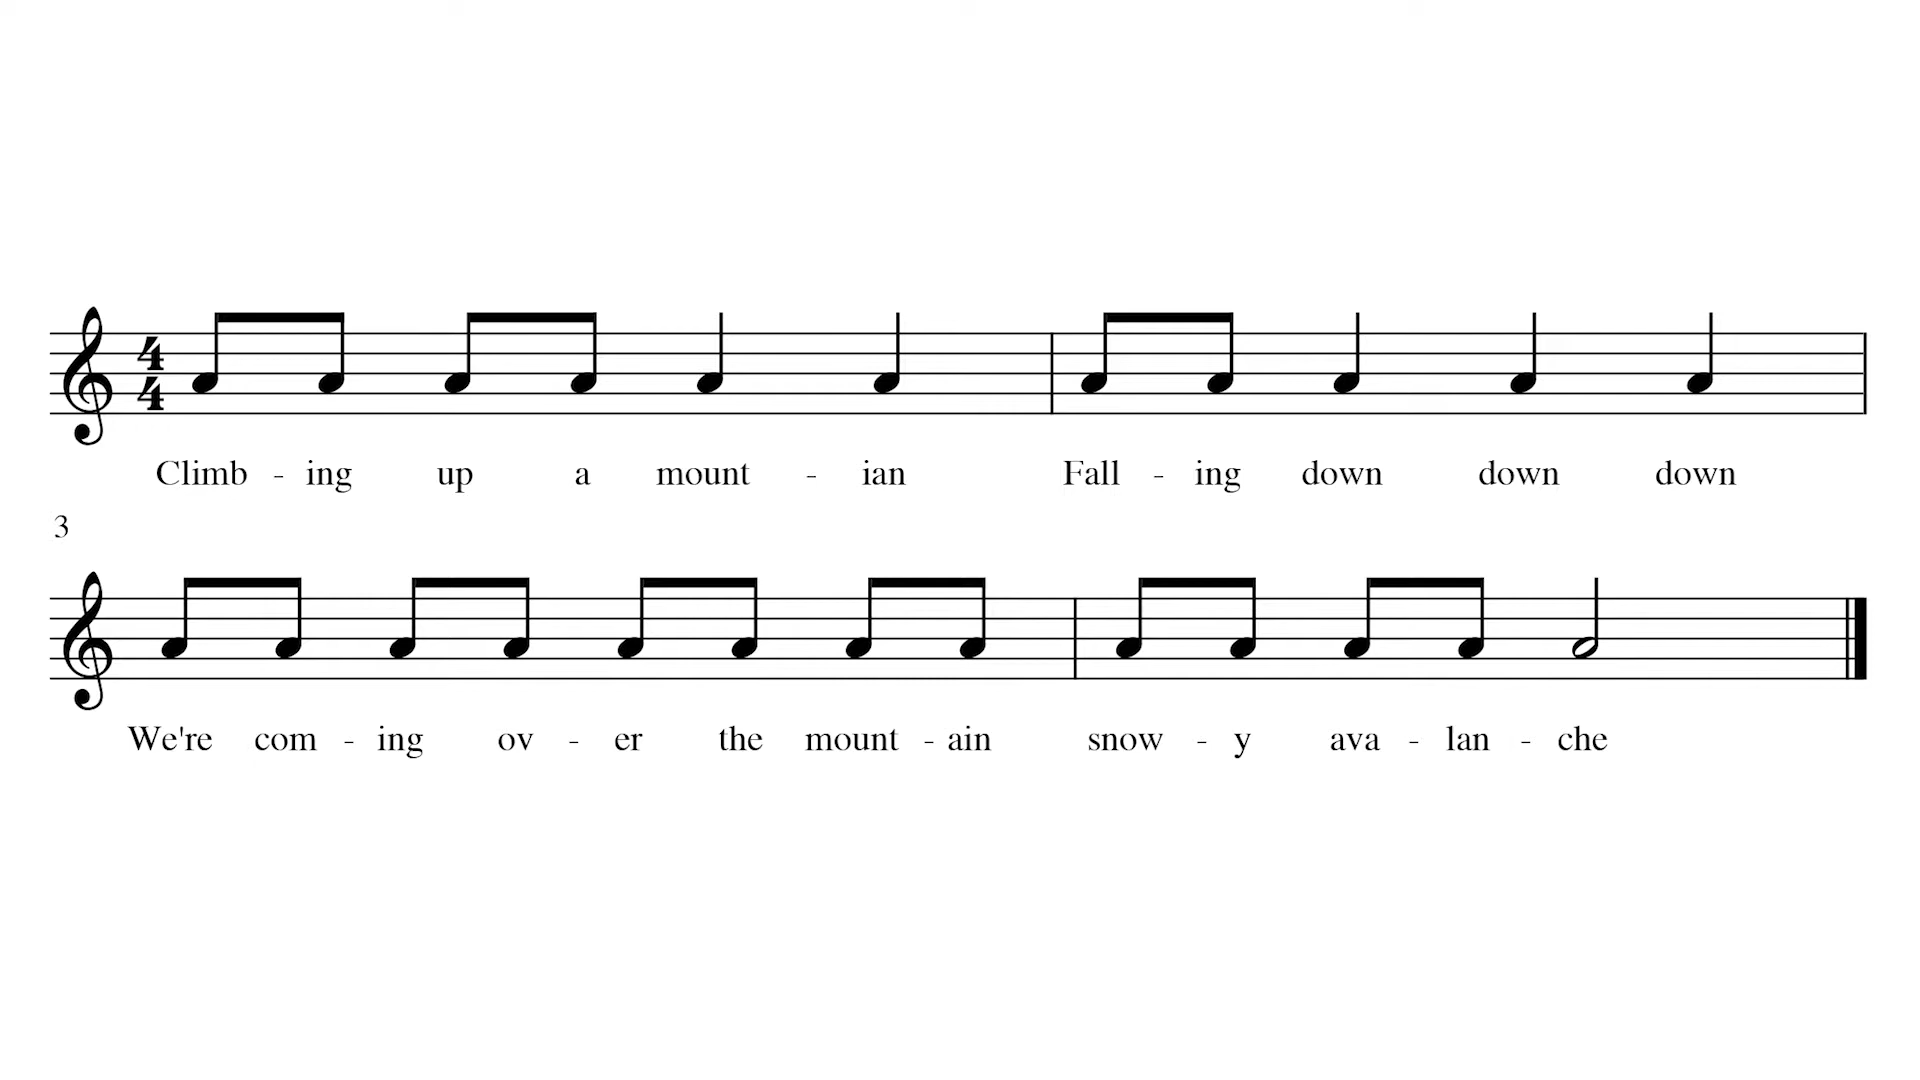 4
4
Climb - ing up a mount - ian Fall - ing down down down
3
We're com - ing ov - er the mount - ain snow - y ava - lan - che